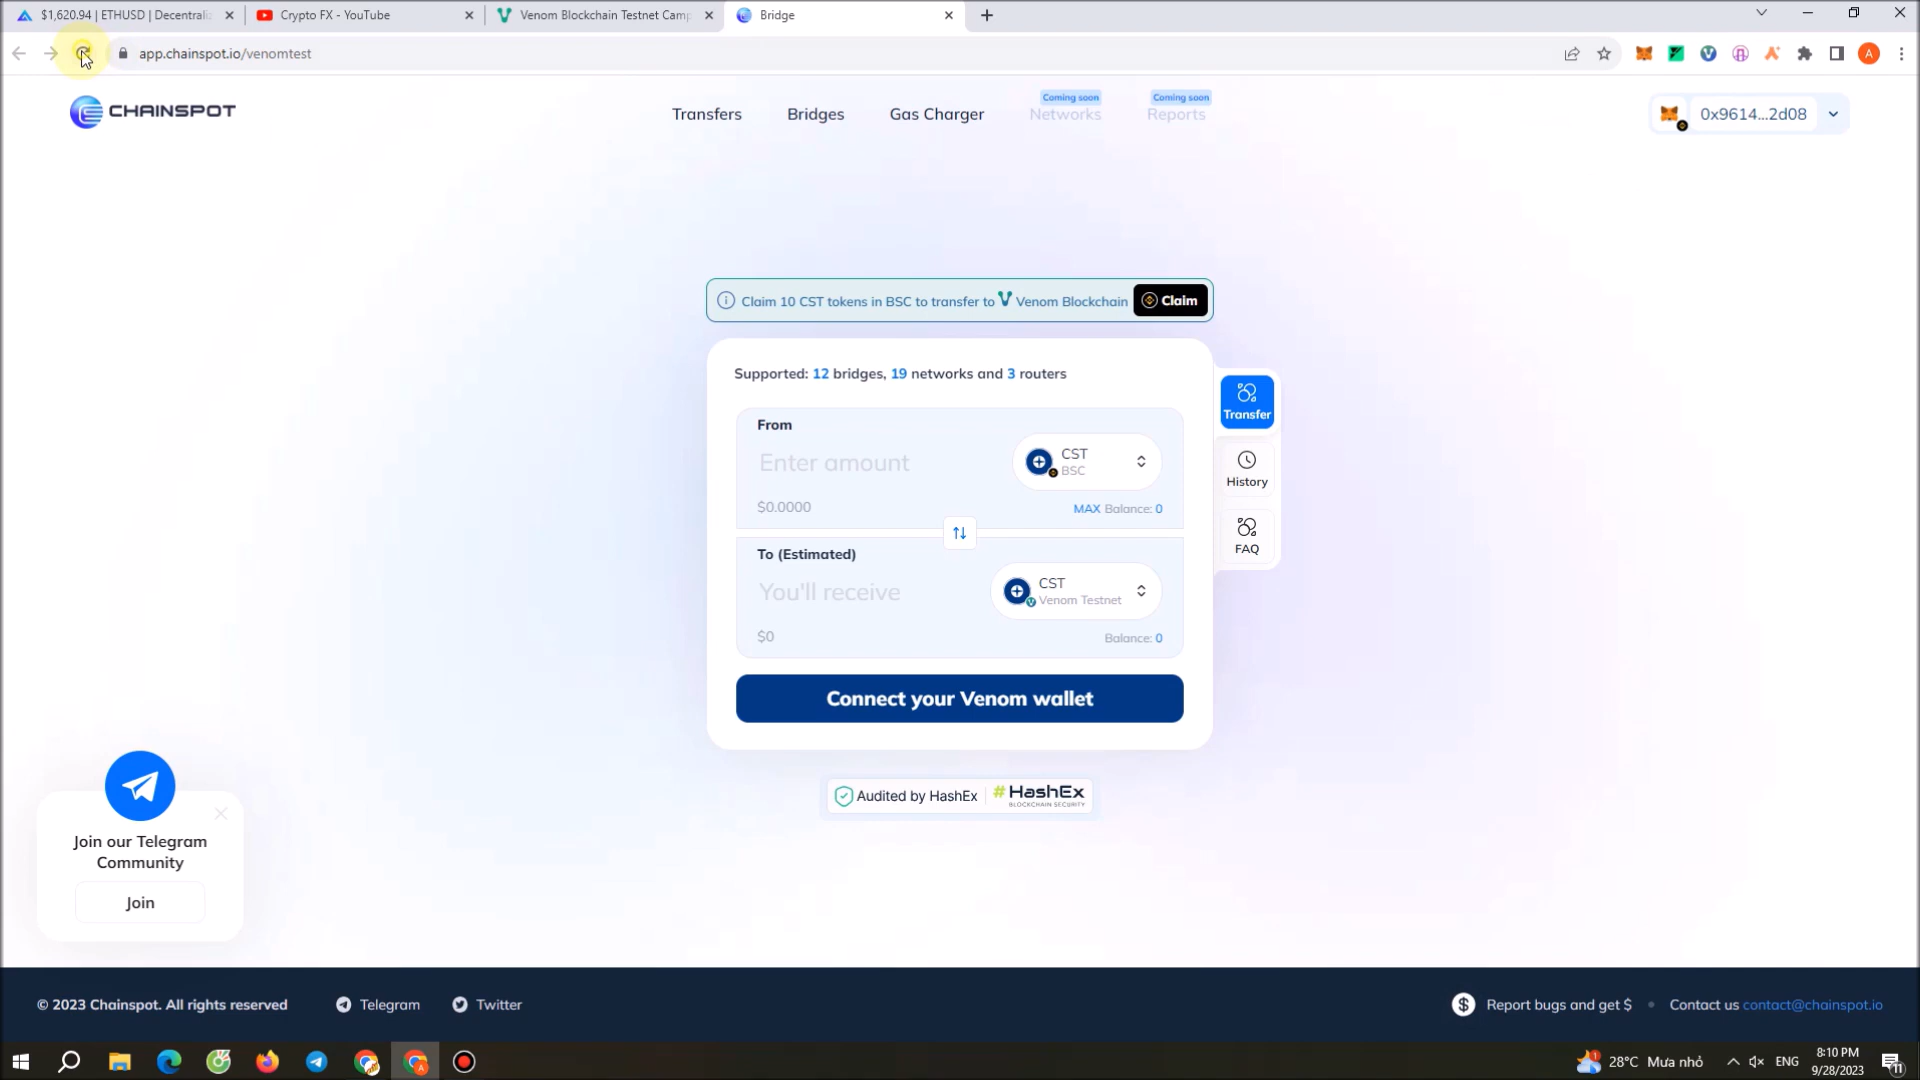 $1,620.94 | ETHUSD | Decentraliz
Crypto FX - YouTube
Venom Blockchain Testnet Camp
Bridge
app.chainspot.io/venomtest
A
CHAINSPOT
Transfers
Bridges
Gas Charger
Coming soon
Networks
Coming soon
Reports
0x9614...2d08
Claim 10 CST tokens in BSC to transfer to Venom Blockchain
Claim
Supported: 12 bridges, 19 networks and 3 routers
From
Enter amount
CST
BSC
$0.0000
MAX Balance: 0
To (Estimated)
You'll receive
CST
Venom Testnet
$0
Balance: 0
Connect your Venom wallet
Transfer
History
FAQ
Audited by HashEx
#HashEx
BLOCKCHAIN SECURITY
Join our Telegram
Community
Join
© 2023 Chainspot. All rights reserved
Telegram
Twitter
$ Report bugs and get $
Contact us contact@chainspot.io
1
28°C Mưa nhỏ
ENG
8:10 PM
9/28/2023
11